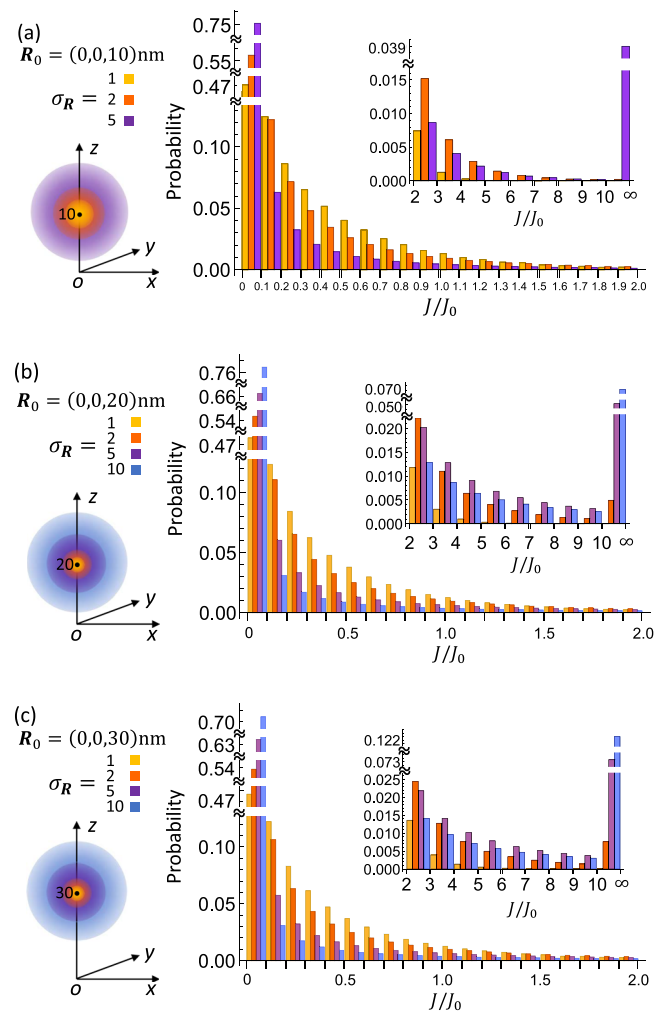 (a)
R₀ = (0,0,10)nm
σ_R =
1
2
5
z
10
y
o
x
Probability
0.75
0.55
0.47
0.10
0.05
0.00
0 0.1 0.2 0.3 0.4 0.5 0.6 0.7 0.8 0.9 1.0 1.1 1.2 1.3 1.4 1.5 1.6 1.7 1.8 1.9 2.0
J/J₀
0.039
0.015
0.010
0.005
0.000
2 3 4 5 6 7 8 9 10 ∞
J/J₀
(b)
R₀ = (0,0,20)nm
σ_R =
1
2
5
10
z
20
y
o
x
Probability
0.76
0.66
0.54
0.47
0.10
0.05
0.00
0 0.5 1.0 1.5 2.0
J/J₀
0.070
0.050
0.020
0.015
0.010
0.005
0.000
2 3 4 5 6 7 8 9 10 ∞
J/J₀
(c)
R₀ = (0,0,30)nm
σ_R =
1
2
5
10
z
30
y
o
x
Probability
0.70
0.63
0.54
0.47
0.10
0.05
0.00
0 0.5 1.0 1.5 2.0
J/J₀
0.122
0.073
0.025
0.020
0.015
0.010
0.005
0.000
2 3 4 5 6 7 8 9 10 ∞
J/J₀